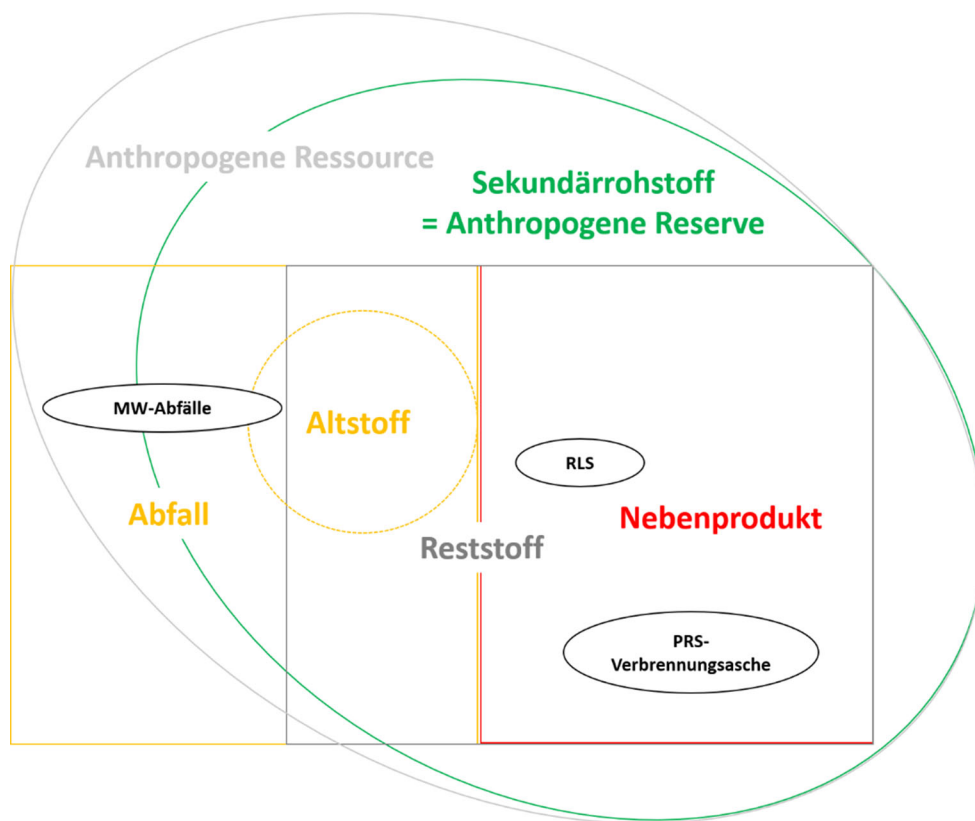 Anthropogene Ressource
Sekundärrohstoff
= Anthropogene Reserve
MW-Abfälle
Altstoff
RLS
Abfall
Nebenprodukt
Reststoff
PRS-
Verbrennungsasche